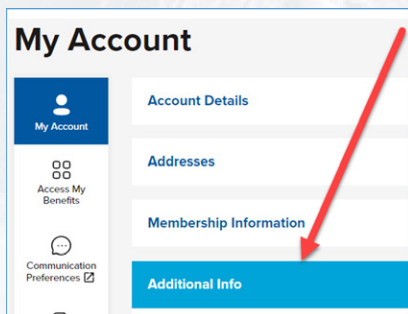 My Account
My Account
Account Details
Access My
Benefits
Addresses
Communication
Preferences
Membership Information
Additional Info